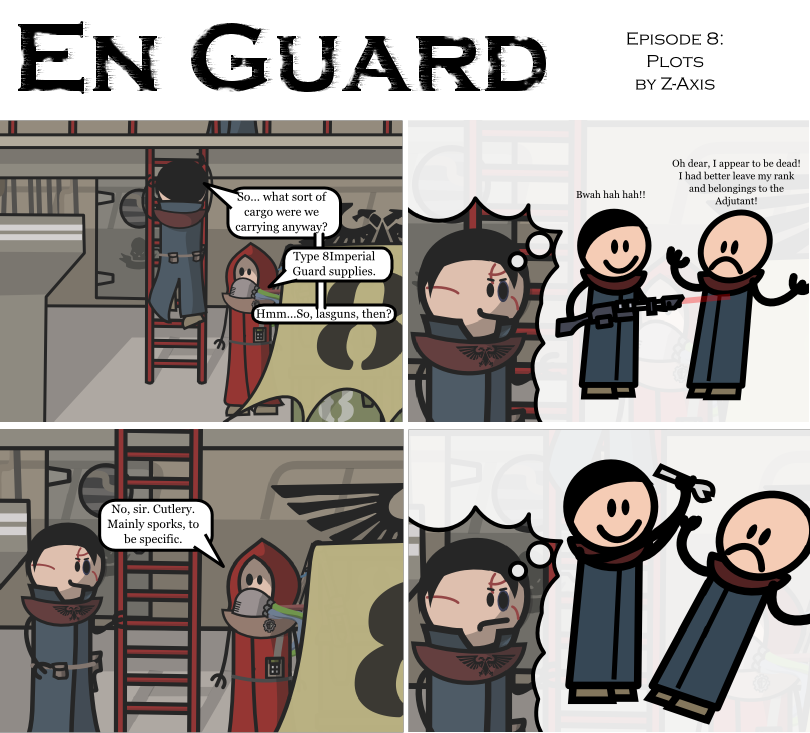 En Guard
Episode 8:
Plots
by Z-Axis
So... what sort of
cargo were we
carrying anyway?
Type 8Imperial
Guard supplies.
Hmm...So, lasguns, then?
8
Bwah hah hah!!
Oh dear, I appear to be dead!
I had better leave my rank
and belongings to the
Adjutant!
No, sir. Cutlery.
Mainly sporks, to
be specific.
8